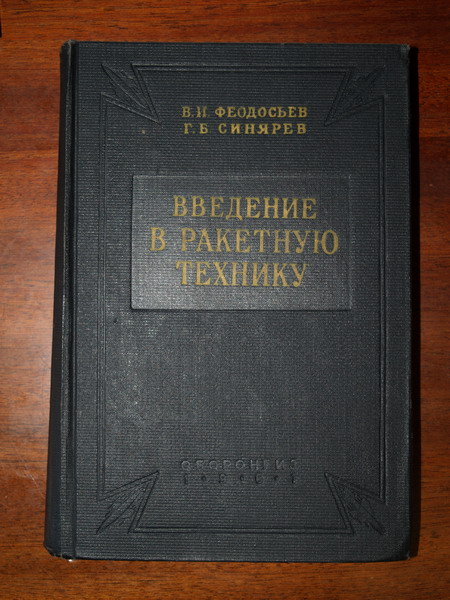 В. И. ФЕОДОСЬЕВ
Г. Б СИНЯРЕВ
ВВЕДЕНИЕ
В РАКЕТНУЮ
ТЕХНИКУ
ОБОРОНГИЗ